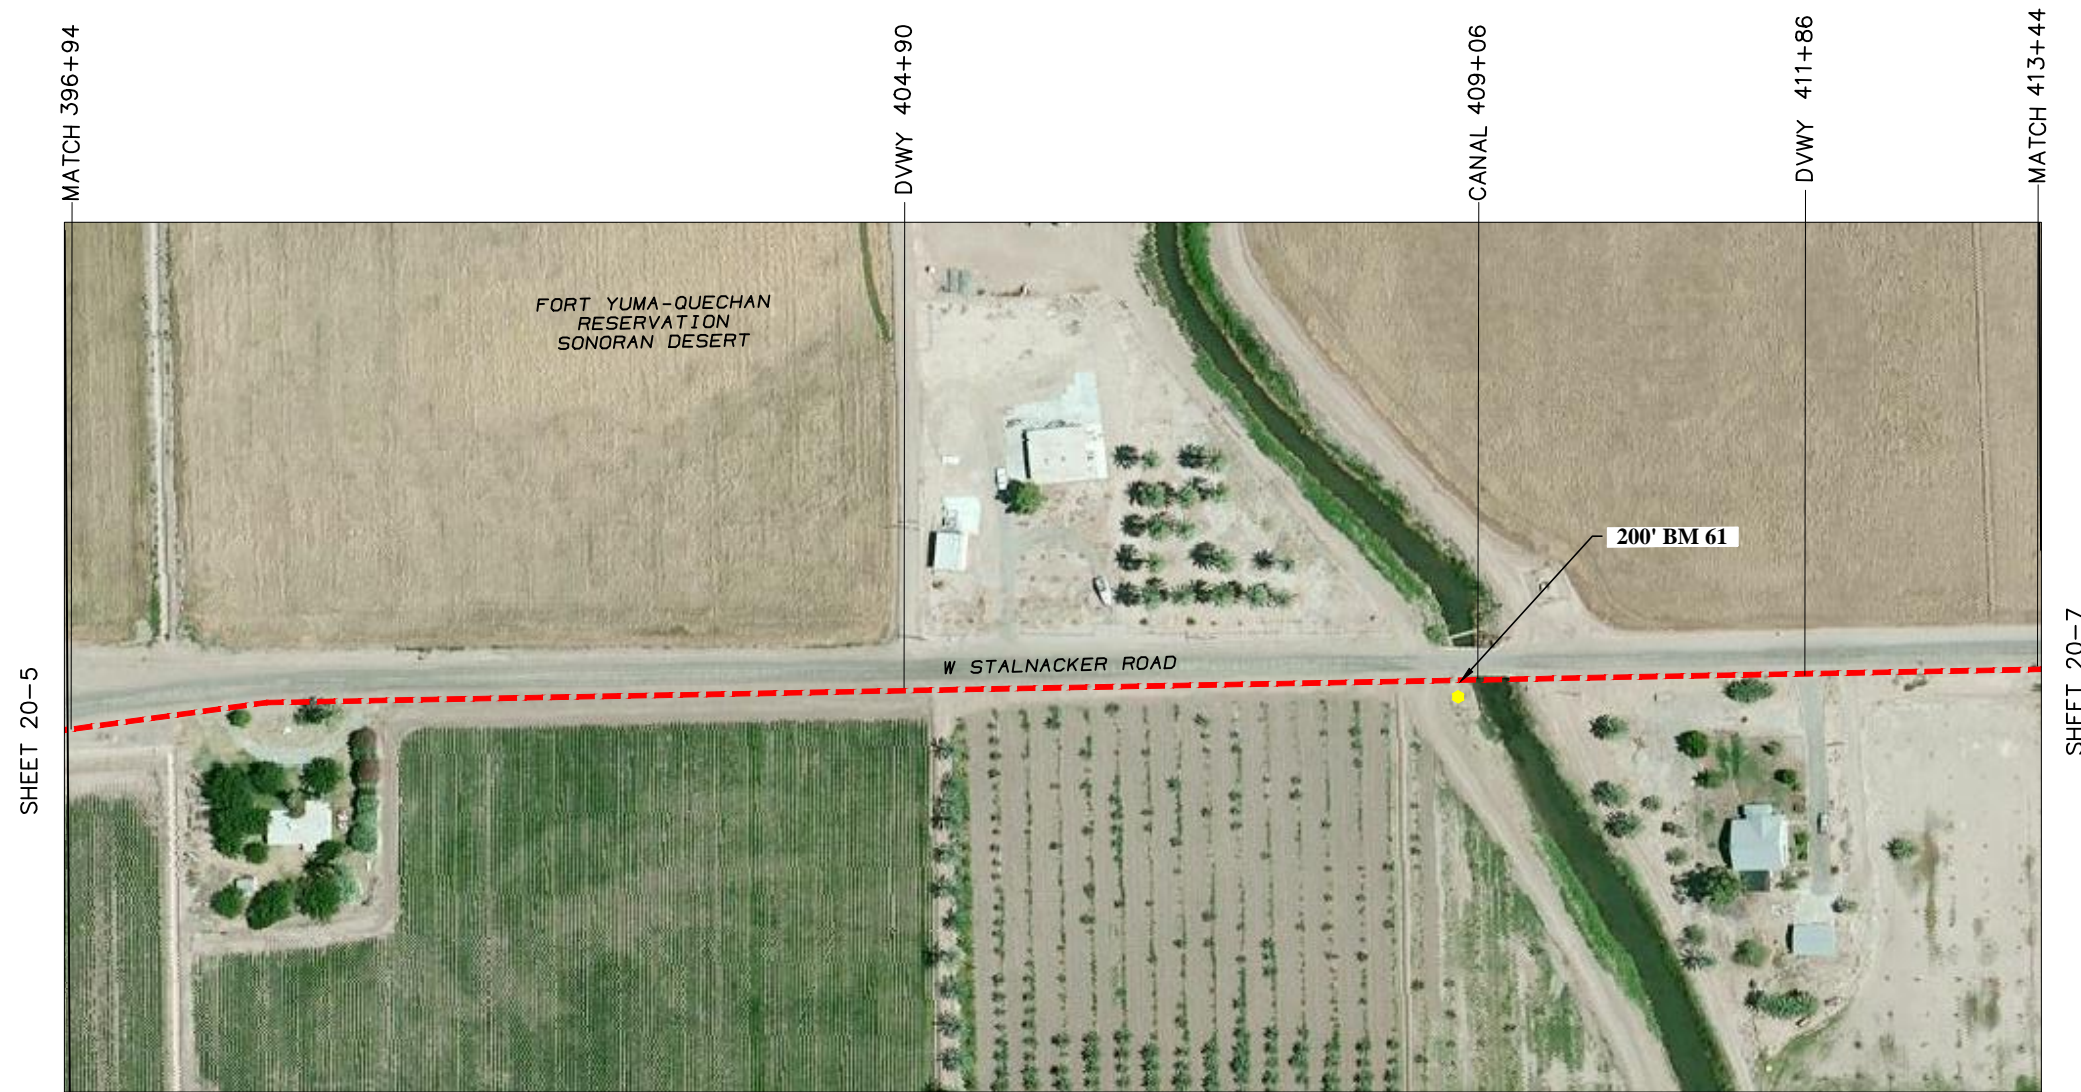 MATCH 396+94
DVWY 404+90
CANAL 409+06
DVWY 411+86
MATCH 413+44
FORT YUMA-QUECHAN
RESERVATION
SONORAN DESERT
200' BM 61
W STALNACKER ROAD
SHEET 20-5
SHEET 20-7